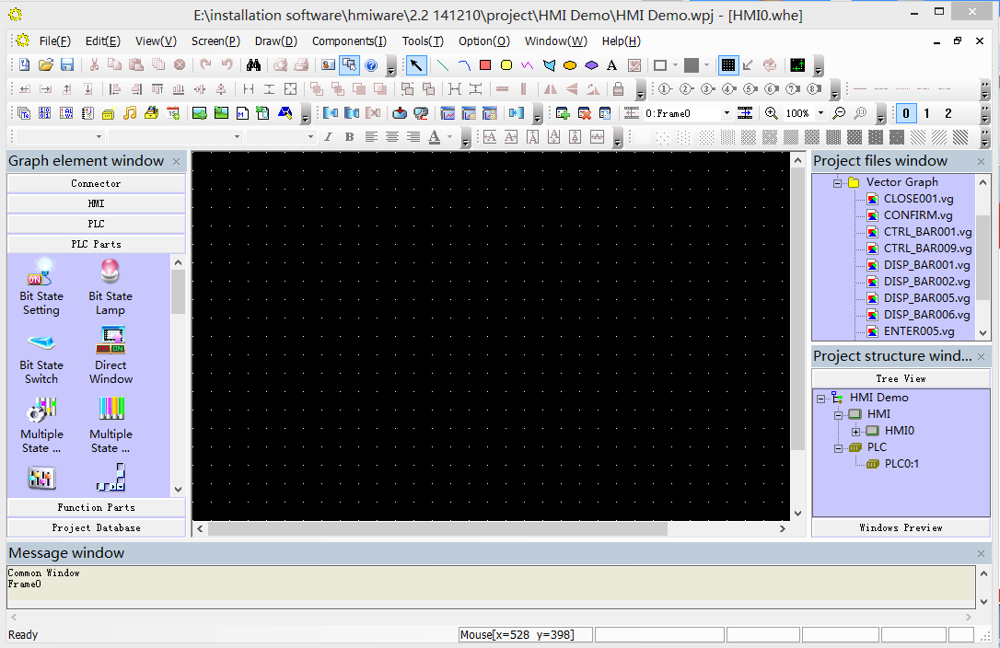 E:\installation software\hmiware\2.2 141210\project\HMI Demo\HMI Demo.wpj - [HMI0.whe]
File(F) Edit(E) View(V) Screen(P) Draw(D) Components(I) Tools(T) Option(O) Window(W) Help(H)
0:Frame0 100% 0 1 2
Graph element window
Connector
HMI
PLC
PLC Parts
Bit State Setting
Bit State Lamp
Bit State Switch
Direct Window
Multiple State ...
Multiple State ...
Function Parts
Project Database
Project files window
Vector Graph
CLOSE001.vg
CONFIRM.vg
CTRL_BAR001.vg
CTRL_BAR009.vg
DISP_BAR001.vg
DISP_BAR002.vg
DISP_BAR005.vg
DISP_BAR006.vg
ENTER005.vg
Project structure wind...
Tree View
HMI Demo
HMI
HMI0
PLC
PLC0:1
Windows Preview
Message window
Common Window
Frame0
Ready
Mouse[x=528 y=398]